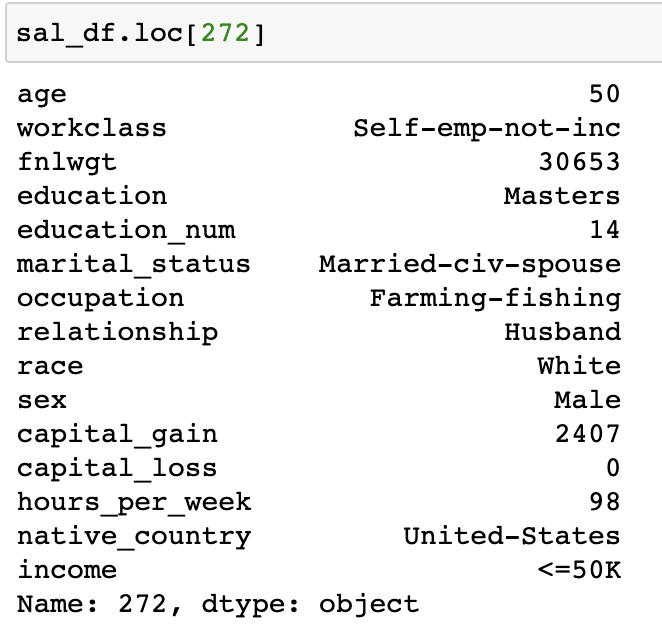 sal_df.loc[272]
age 50
workclass Self-emp-not-inc
fnlwgt 30653
education Masters
education_num 14
marital_status Married-civ-spouse
occupation Farming-fishing
relationship Husband
race White
sex Male
capital_gain 2407
capital_loss 0
hours_per_week 98
native_country United-States
income <=50K
Name: 272, dtype: object